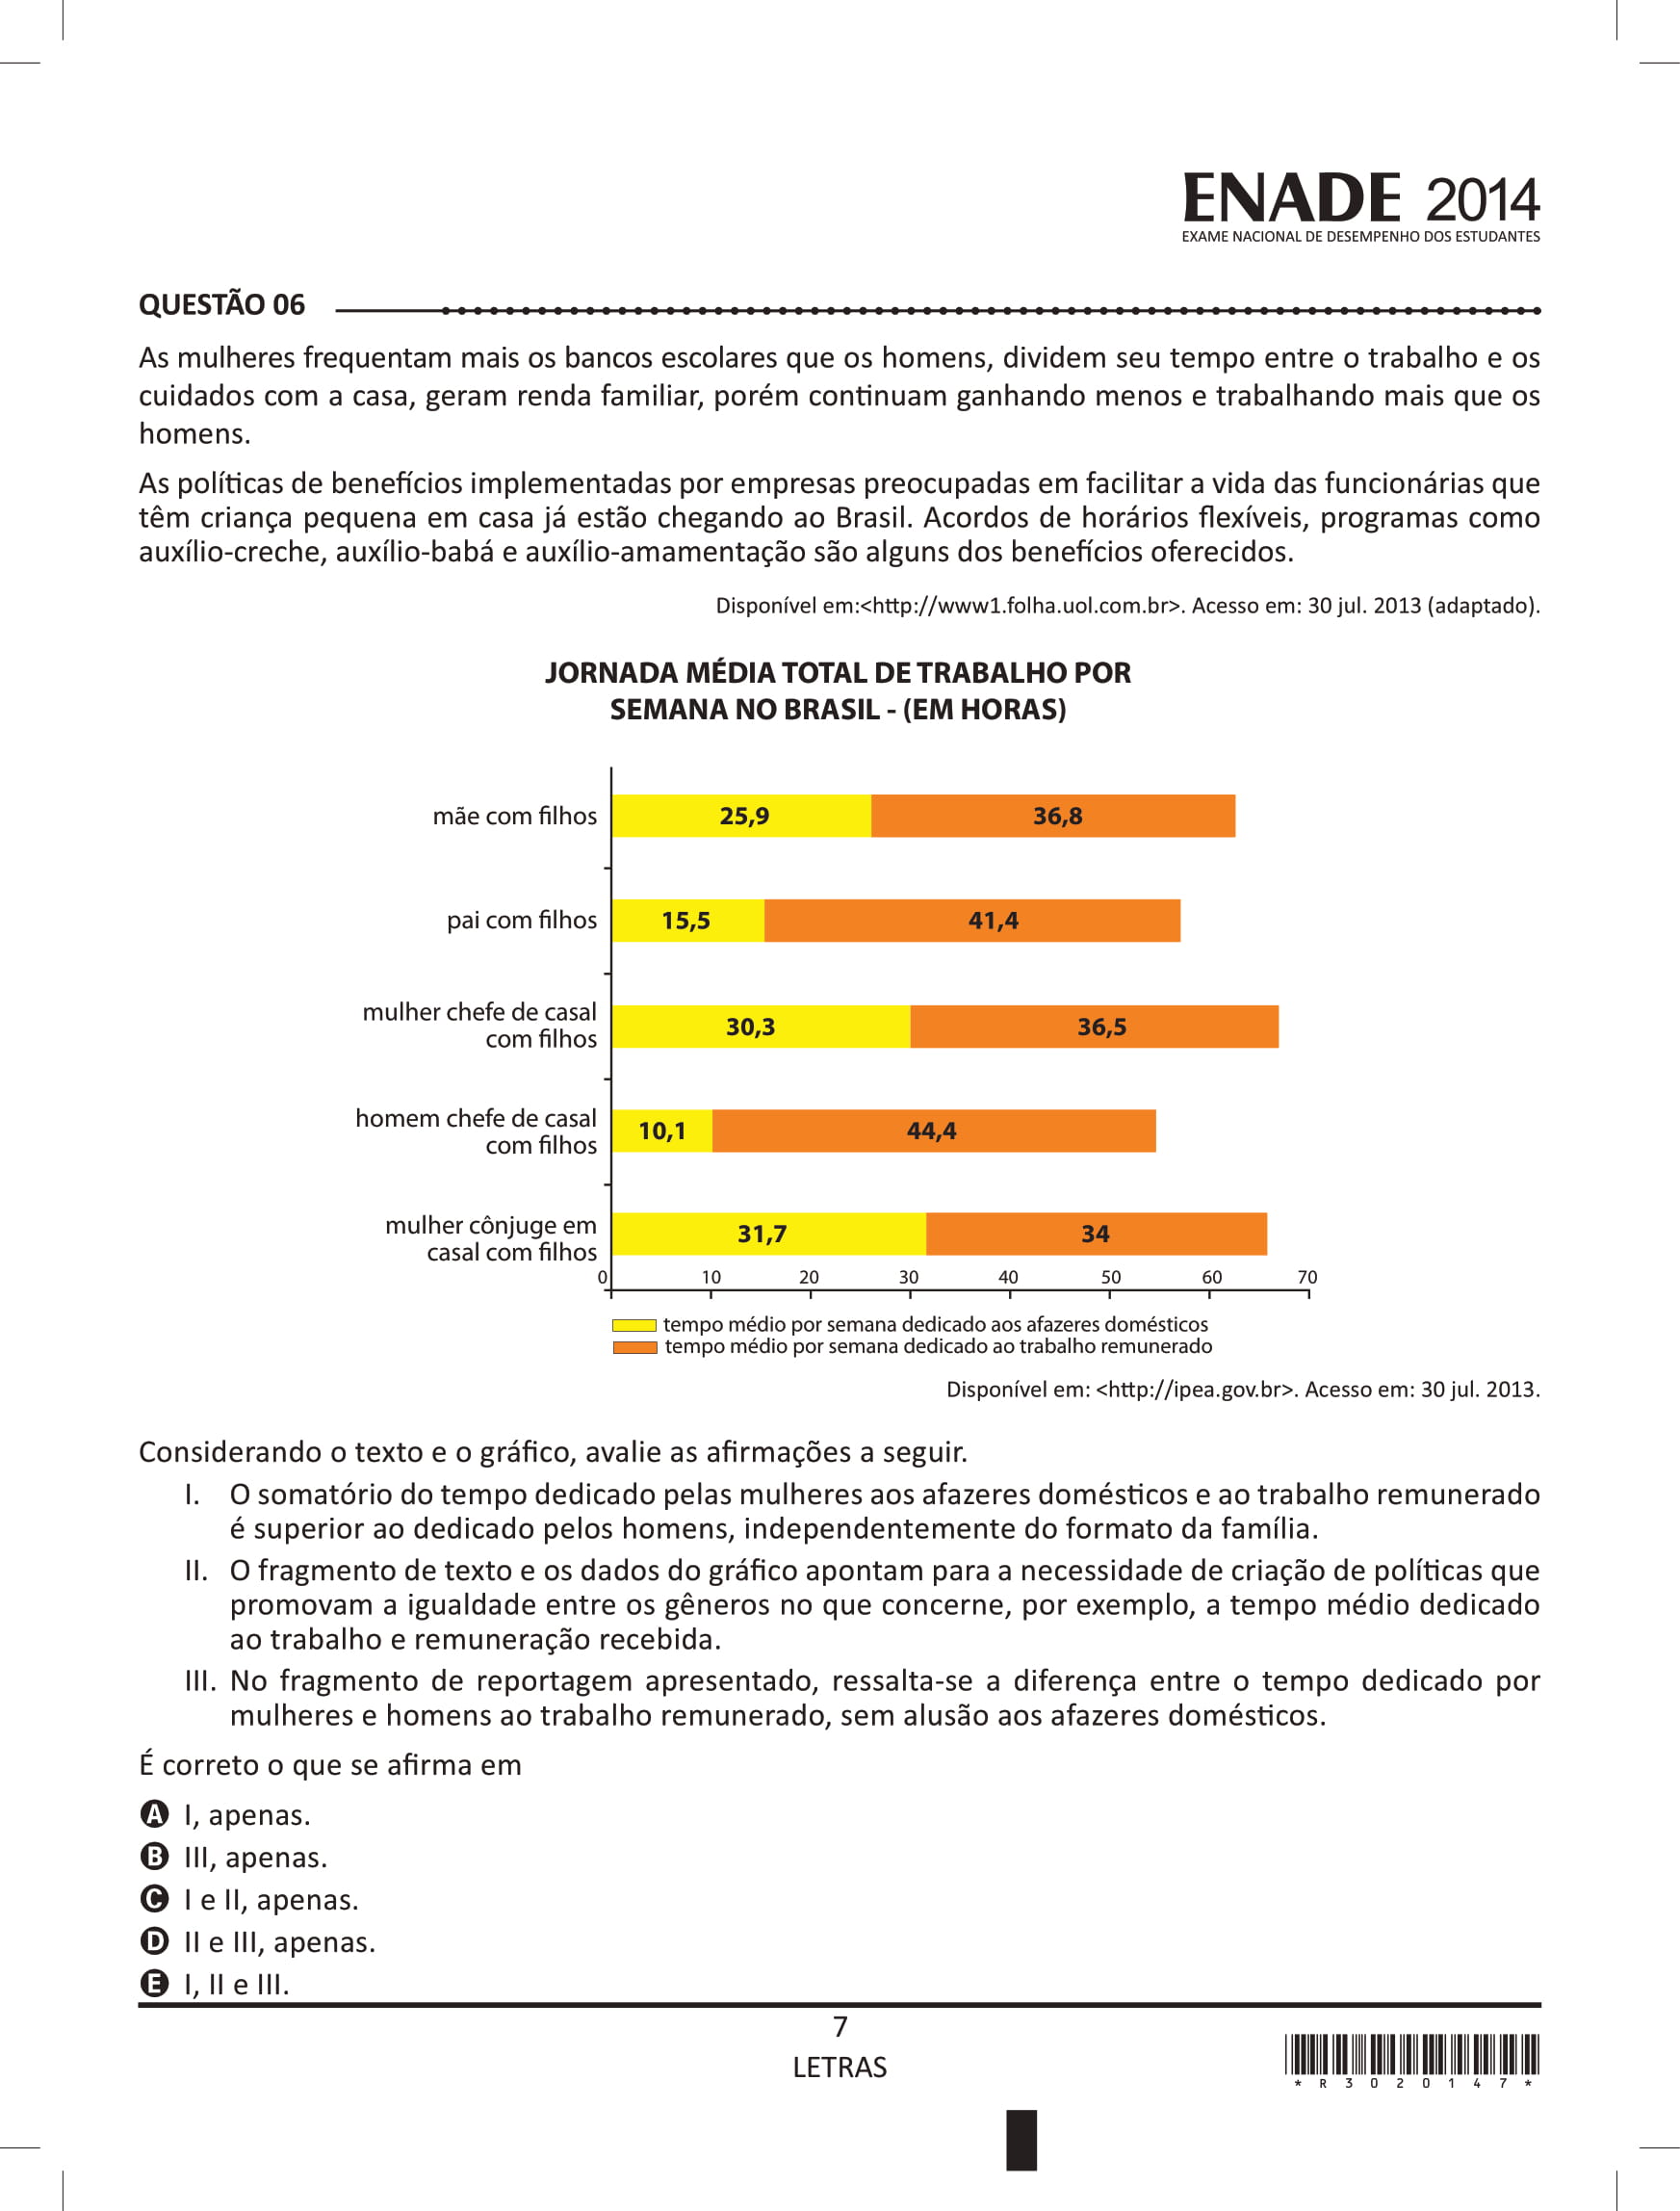 ENADE 2014
EXAME NACIONAL DE DESEMPENHO DOS ESTUDANTES
QUESTÃO 06
As mulheres frequentam mais os bancos escolares que os homens, dividem seu tempo entre o trabalho e os
cuidados com a casa, geram renda familiar, porém continuam ganhando menos e trabalhando mais que os
homens.
As políticas de benefícios implementadas por empresas preocupadas em facilitar a vida das funcionárias que
têm criança pequena em casa já estão chegando ao Brasil. Acordos de horários flexíveis, programas como
auxílio-creche, auxílio-babá e auxílio-amamentação são alguns dos benefícios oferecidos.
Disponível em:<http://www1.folha.uol.com.br>. Acesso em: 30 jul. 2013 (adaptado).
JORNADA MÉDIA TOTAL DE TRABALHO POR
SEMANA NO BRASIL - (EM HORAS)
mãe com filhos 25,9 36,8
pai com filhos 15,5 41,4
mulher chefe de casal
com filhos 30,3 36,5
homem chefe de casal
com filhos 10,1 44,4
mulher cônjuge em
casal com filhos 31,7 34
0 10 20 30 40 50 60 70
tempo médio por semana dedicado aos afazeres domésticos
tempo médio por semana dedicado ao trabalho remunerado
Disponível em: <http://ipea.gov.br>. Acesso em: 30 jul. 2013.
Considerando o texto e o gráfico, avalie as afirmações a seguir.
I. O somatório do tempo dedicado pelas mulheres aos afazeres domésticos e ao trabalho remunerado
é superior ao dedicado pelos homens, independentemente do formato da família.
II. O fragmento de texto e os dados do gráfico apontam para a necessidade de criação de políticas que
promovam a igualdade entre os gêneros no que concerne, por exemplo, a tempo médio dedicado
ao trabalho e remuneração recebida.
III. No fragmento de reportagem apresentado, ressalta-se a diferença entre o tempo dedicado por
mulheres e homens ao trabalho remunerado, sem alusão aos afazeres domésticos.
É correto o que se afirma em
A I, apenas.
B III, apenas.
C I e II, apenas.
D II e III, apenas.
E I, II e III.
7
LETRAS
* R 3 0 2 0 1 4 7 *